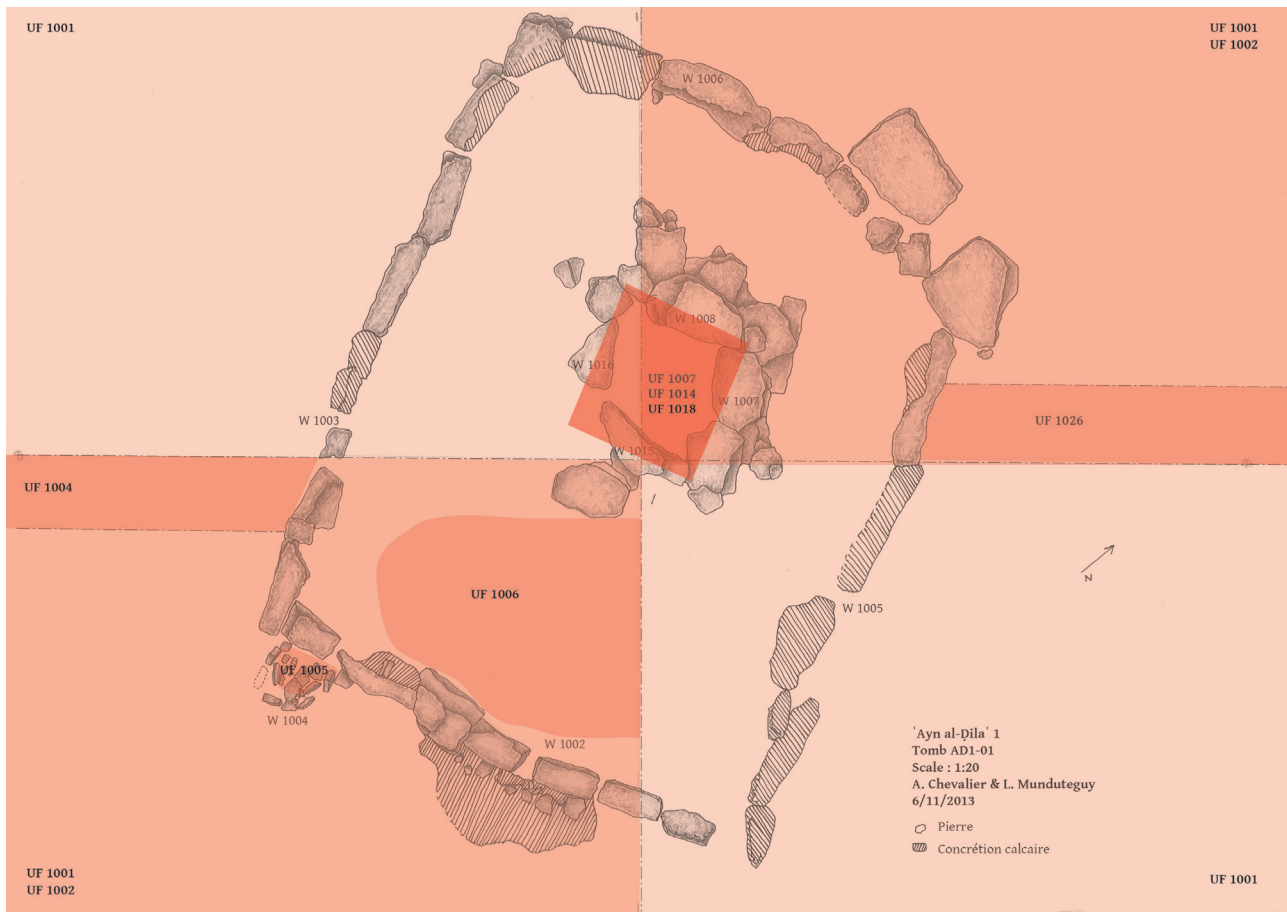 UF 1001
UF 1001
UF 1002
W 1006
W 1008
W 1016
UF 1007
UF 1014
UF 1018
W 1007
W 1003
UF 1026
W 1015
UF 1004
UF 1006
N
W 1005
UF 1005
W 1004
W 1002
ʿAyn al-Ḍilaʿ 1
Tomb AD1-01
Scale : 1:20
A. Chevalier & L. Munduteguy
6/11/2013
Pierre
Concrétion calcaire
UF 1001
UF 1002
UF 1001